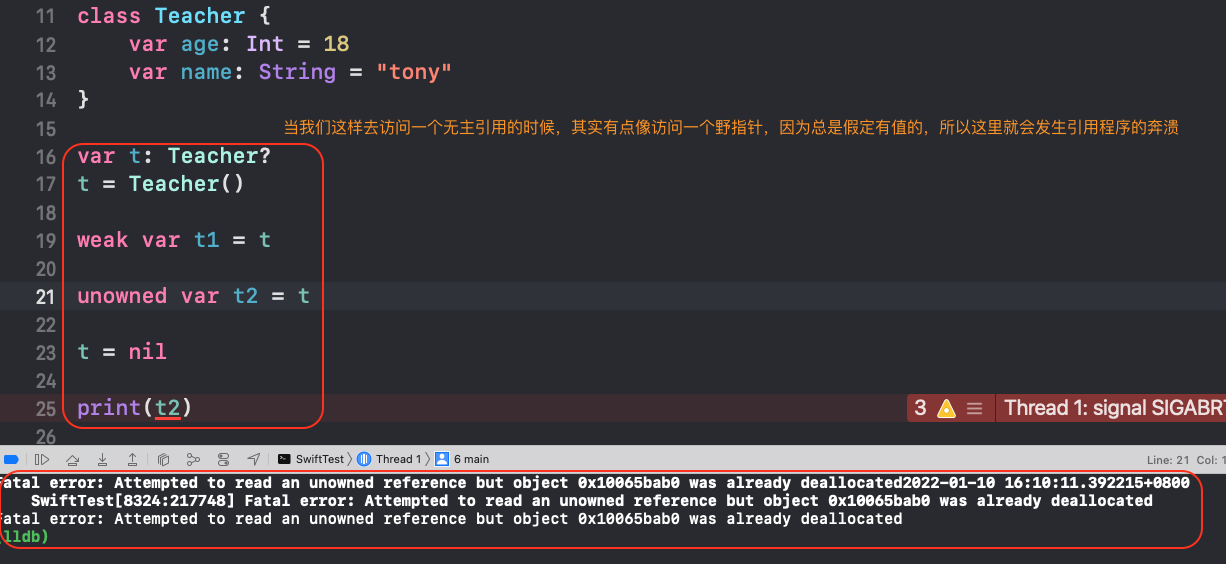 11 class Teacher {
12 var age: Int = 18
13 var name: String = "tony"
14 }
15 当我们这样去访问一个无主引用的时候，其实有点像访问一个野指针，因为总是假定有值的，所以这里就会发生引用程序的奔溃
16 var t: Teacher?
17 t = Teacher()
18
19 weak var t1 = t
20
21 unowned var t2 = t
22
23 t = nil
24
25 print(t2) 3 Thread 1: signal SIGABR
26
SwiftTest Thread 1 6 main Line: 21 Col: 1
atal error: Attempted to read an unowned reference but object 0x10065bab0 was already deallocated2022-01-10 16:10:11.392215+0800
SwiftTest[8324:217748] Fatal error: Attempted to read an unowned reference but object 0x10065bab0 was already deallocated
atal error: Attempted to read an unowned reference but object 0x10065bab0 was already deallocated
lldb)